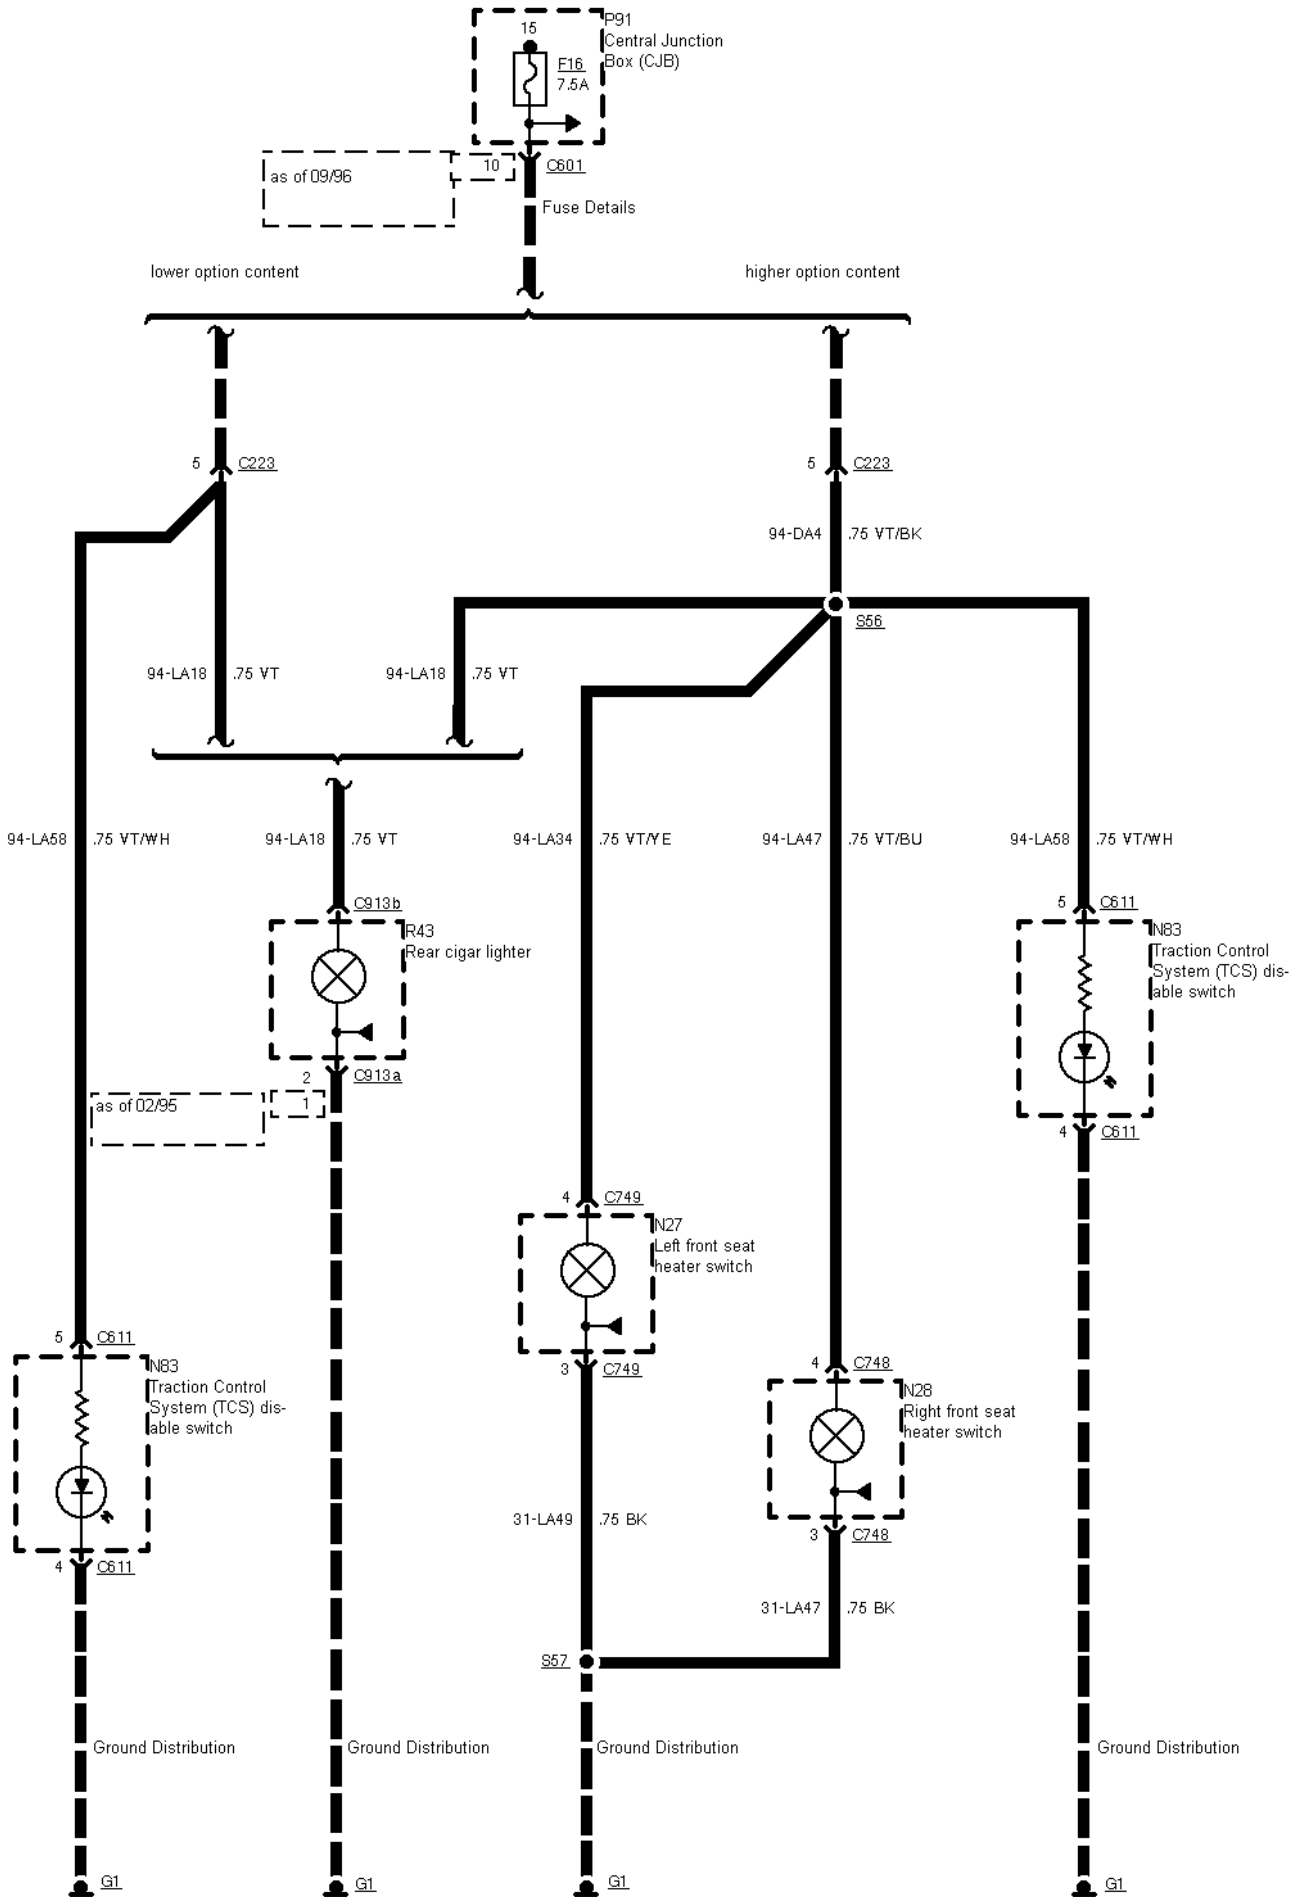 P91
15
Central Junction
Box (CJB)
F16
7.5A
10
C601
as of 09/96
Fuse Details
lower option content
higher option content
5
C223
5
C223
94-DA4
.75 VT/BK
S56
94-LA18
.75 VT
94-LA18
.75 VT
94-LA58
.75 VT/WH
94-LA18
.75 VT
94-LA34
.75 VT/YE
94-LA47
.75 VT/BU
94-LA58
.75 VT/WH
C913b
5
C611
R43
Rear cigar lighter
N83
Traction Control
System (TCS) dis-
able switch
2
C913a
as of 02/95
1
4
C611
4
C749
N27
Left front seat
heater switch
5
C611
3
C749
4
C748
N83
Traction Control
System (TCS) dis-
able switch
N28
Right front seat
heater switch
31-LA49
.75 BK
3
C748
4
C611
31-LA47
.75 BK
S57
Ground Distribution
Ground Distribution
Ground Distribution
Ground Distribution
G1
G1
G1
G1